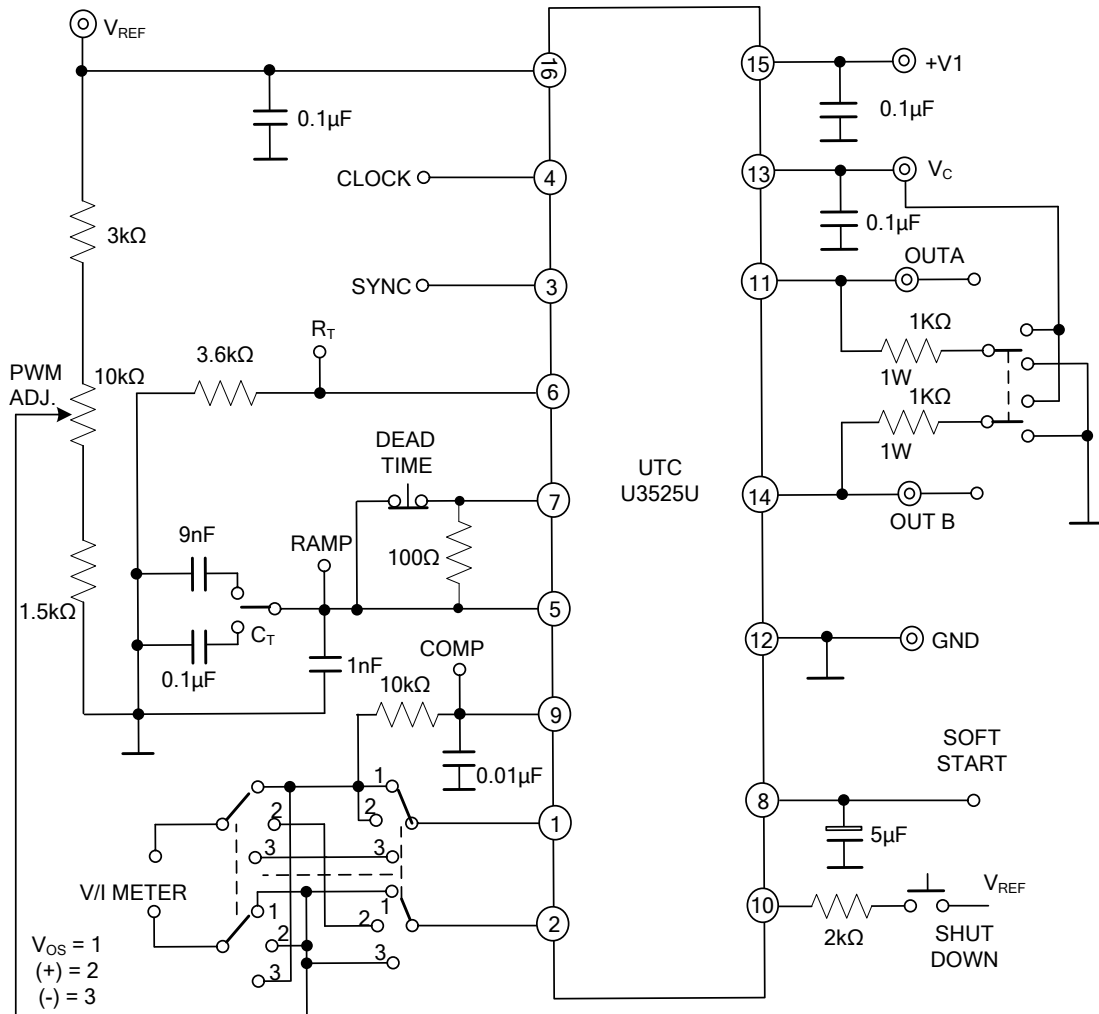 VREF
16
15
+V1
0.1µF
0.1µF
CLOCK
4
13
VC
3kΩ
0.1µF
SYNC
3
11
OUTA
RT
3.6kΩ
1KΩ
1W
PWM
ADJ.
10kΩ
6
1KΩ
1W
DEAD
TIME
UTC
U3525U
7
14
OUT B
9nF
RAMP
100Ω
1.5kΩ
5
CT
0.1µF
1nF
12
GND
COMP
10kΩ
9
0.01µF
SOFT
START
1
2
2
8
1
3
3
5µF
V/I METER
1
1
10
VREF
2
2
2
2kΩ
SHUT
DOWN
3
3
VOS = 1
(+) = 2
(-) = 3